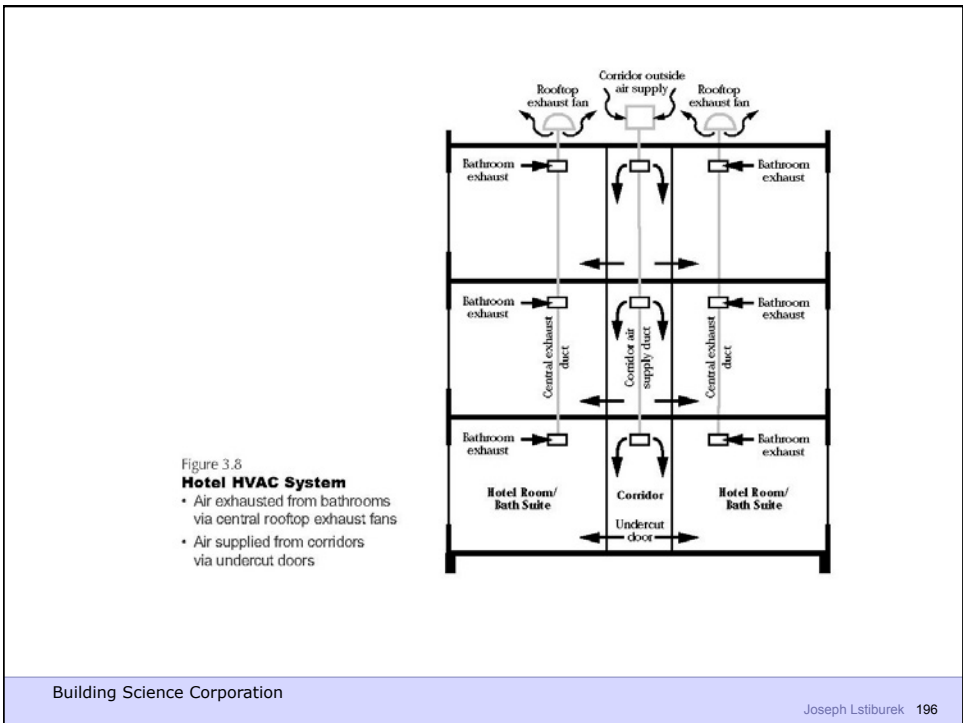 Rooftop
exhaust fan
Corridor outside
air supply
Rooftop
exhaust fan
Bathroom
exhaust
Bathroom
exhaust
Bathroom
exhaust
Central exhaust
duct
Corridor air
supply duct
Central exhaust
duct
Bathroom
exhaust
Bathroom
exhaust
Bathroom
exhaust
Hotel Room/
Bath Suite
Corridor
Hotel Room/
Bath Suite
Undercut
door
Figure 3.8
Hotel HVAC System
• Air exhausted from bathrooms
via central rooftop exhaust fans
• Air supplied from corridors
via undercut doors
Building Science Corporation
Joseph Lstiburek 196